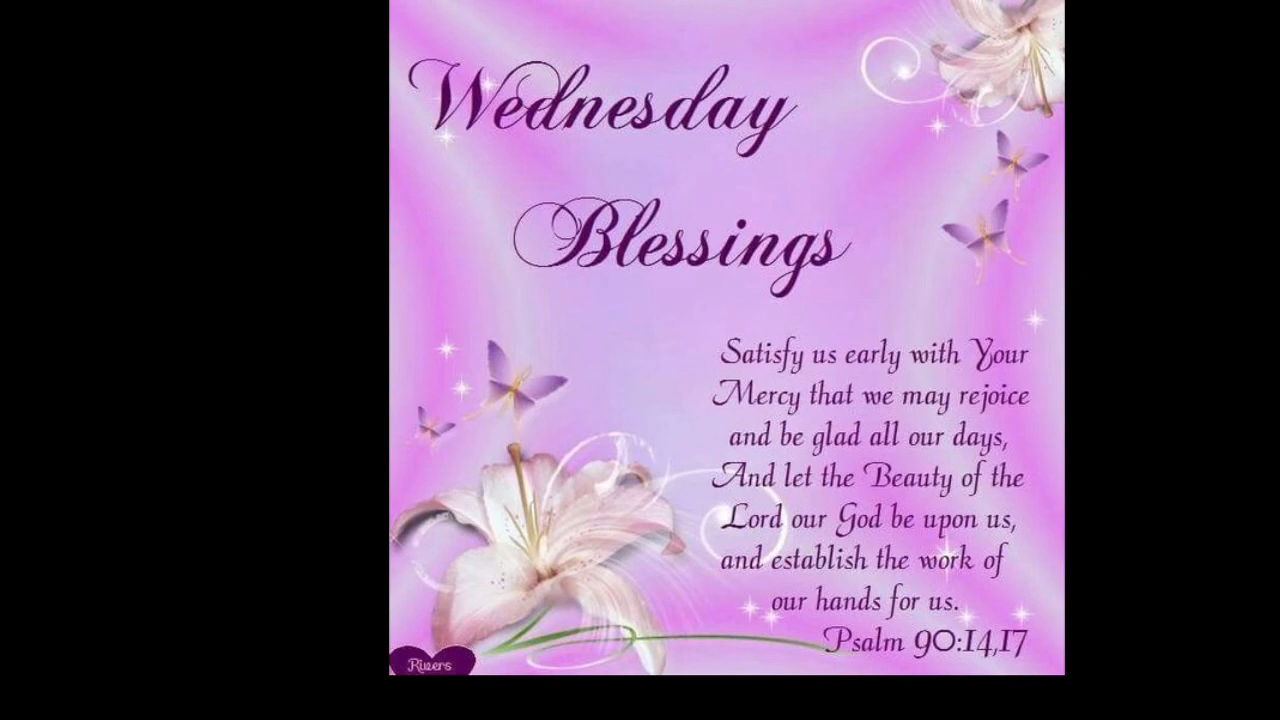 Wednesday
Blessings
Satisfy us early with Your
Mercy that we may rejoice
and be glad all our days,
And let the Beauty of the
Lord our God be upon us,
and establish the work of
our hands for us.
Psalm 90:14,17
Rivers